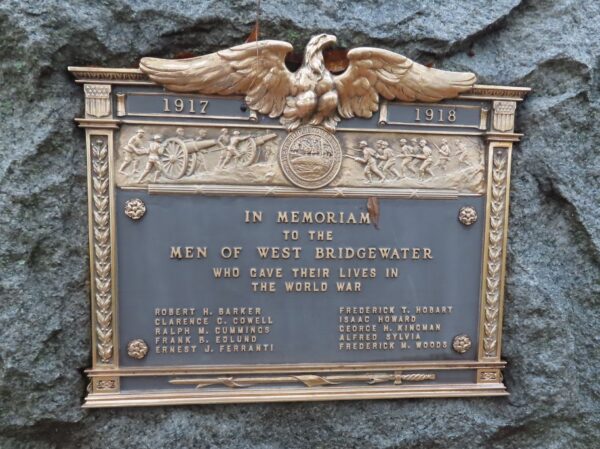 1917 1918
IN MEMORIAM
TO THE
MEN OF WEST BRIDGEWATER
WHO GAVE THEIR LIVES IN
THE WORLD WAR
ROBERT H. BARKER
CLARENCE C. COWELL
RALPH M. CUMMINGS
FRANK B. EDLUND
ERNEST J. FERRANTI
FREDERICK T. HOBART
ISAAC HOWARD
GEORGE H. KINGMAN
ALFRED SYLVIA
FREDERICK M. WOODS